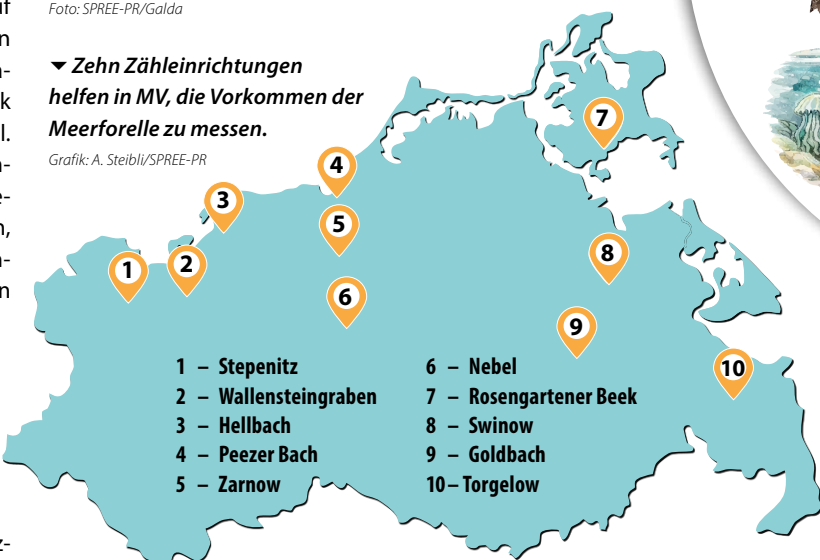 Foto: SPREE-PR/Galda
Zehn Zähleinrichtungen
helfen in MV, die Vorkommen der
Meerforelle zu messen.
Grafik: A. Steibli/SPREE-PR
1
2
3
4
5
6
7
8
9
10
1 – Stepenitz
2 – Wallensteingraben
3 – Hellbach
4 – Peezer Bach
5 – Zarnow
6 – Nebel
7 – Rosengartener Beek
8 – Swinow
9 – Goldbach
10 – Torgelow